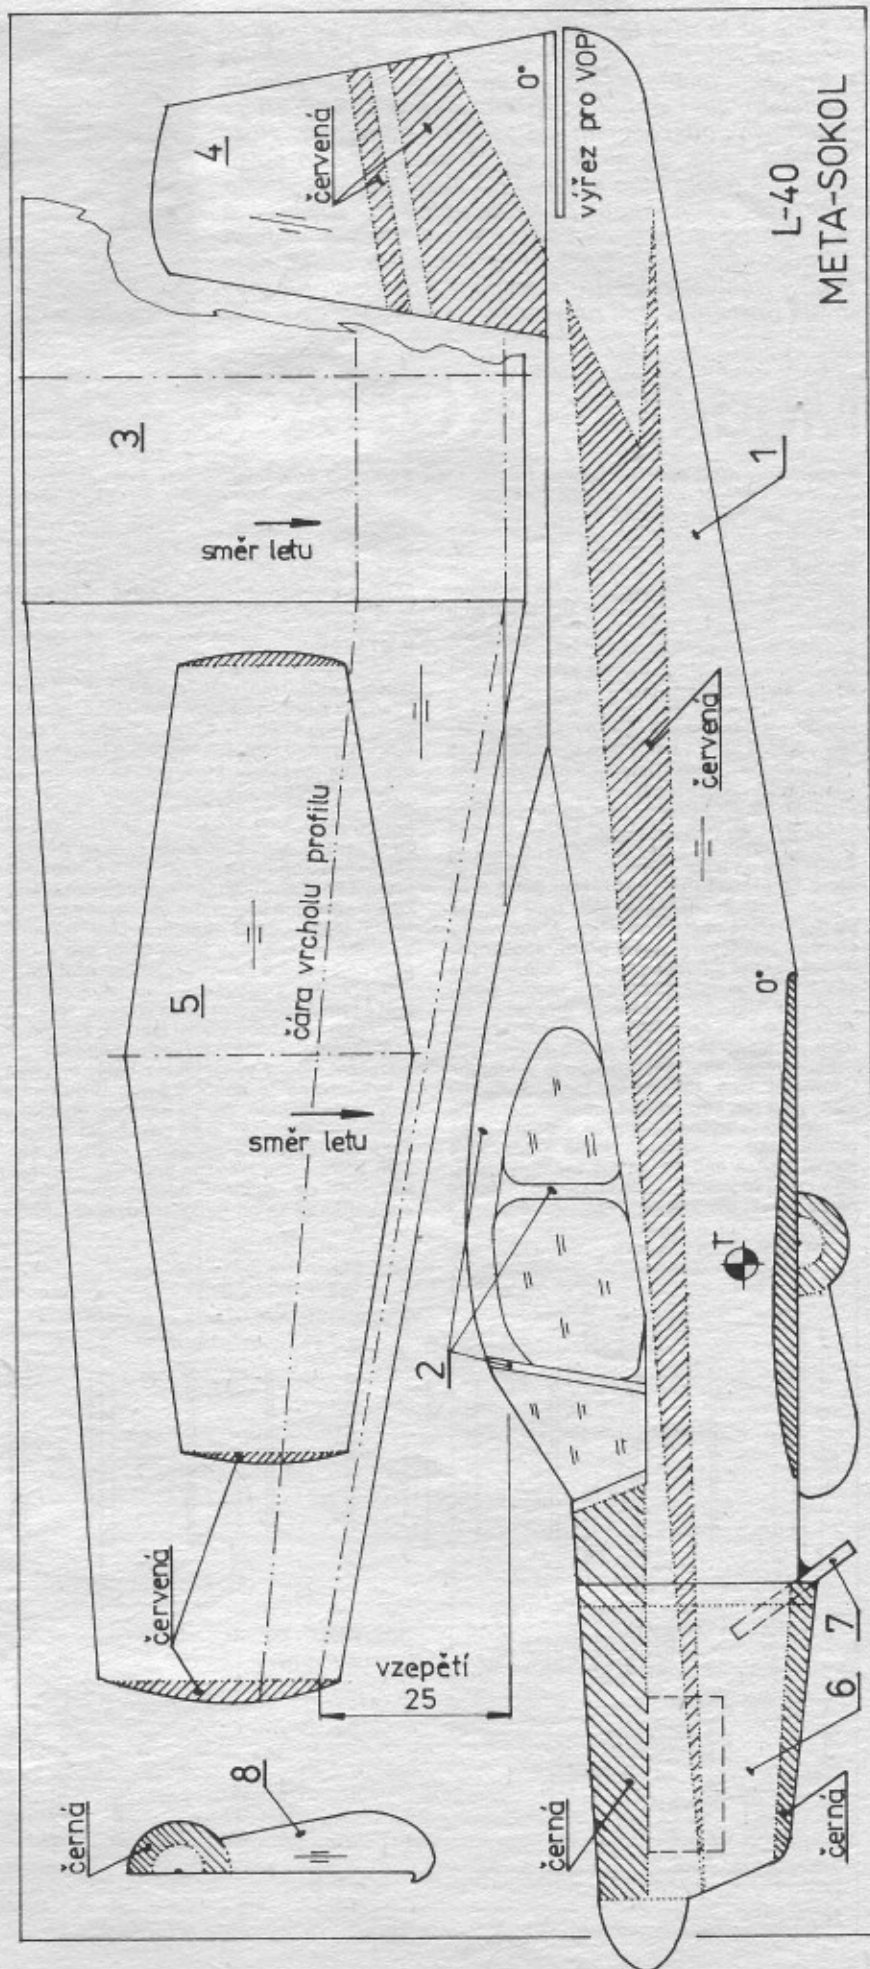 4
červená
0°
výřez pro VOP
L-40
META-SOKOL
3
směr letu
1
5
čára vrcholu profilu
směr letu
červená
0°
2
T
červená
vzepětí
25
7
6
8
černá
černá
černá